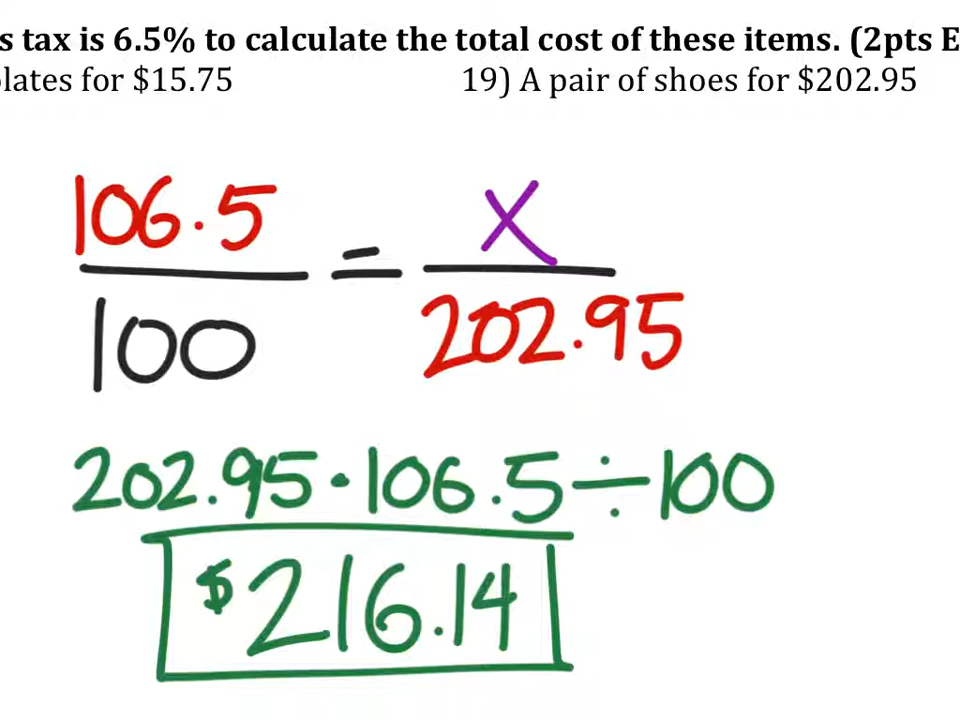 s tax is 6.5% to calculate the total cost of these items. (2pts E
lates for $15.75
19) A pair of shoes for $202.95
106.5
100
=
X
202.95
202.95 · 106.5 ÷ 100
$216.14